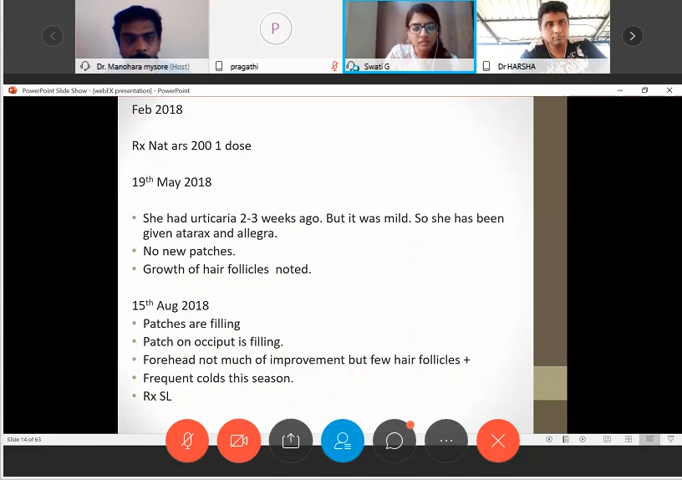 P
Dr. Manohara mysore (Host)
pragathi
Swati G
Dr HARSHA
PowerPoint Slide Show - [webEX presentation] - PowerPoint
Feb 2018
Rx Nat ars 200 1 dose
19th May 2018
• She had urticaria 2-3 weeks ago. But it was mild. So she has been
given atarax and allegra.
• No new patches.
• Growth of hair follicles noted.
15th Aug 2018
• Patches are filling
• Patch on occiput is filling.
• Forehead not much of improvement but few hair follicles +
• Frequent colds this season.
• Rx SL
Slide 14 of 63